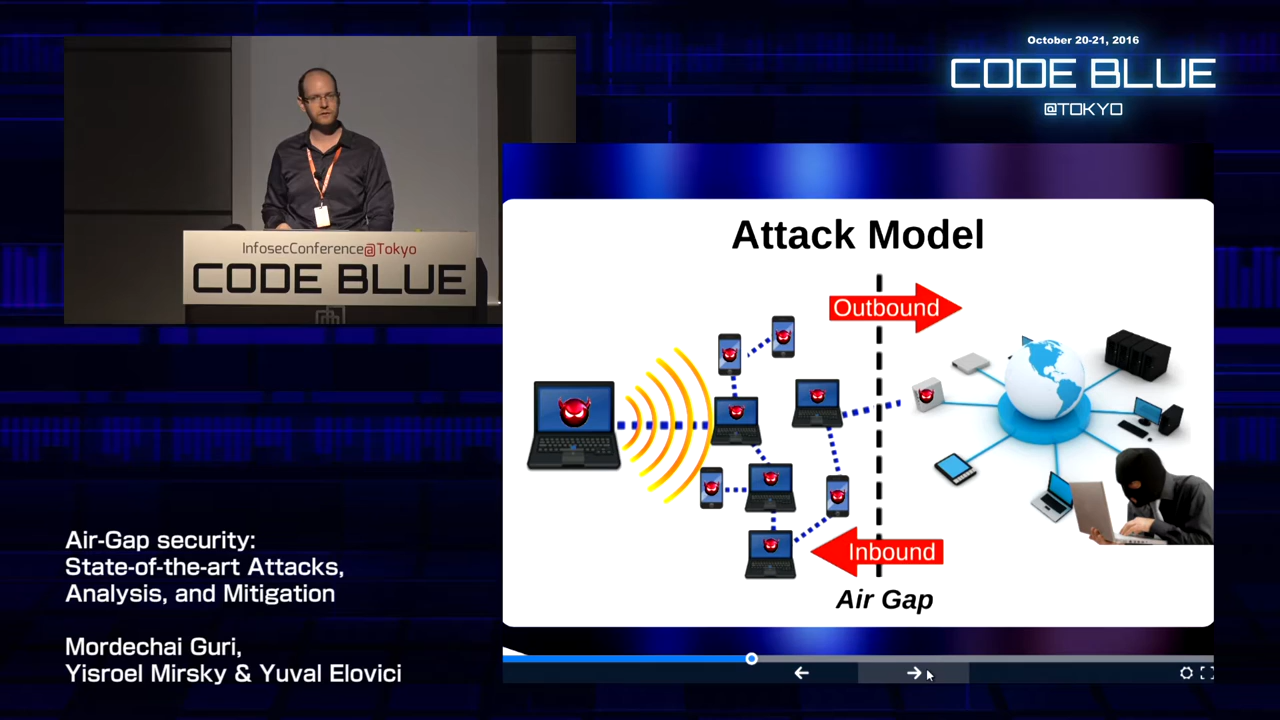 October 20-21, 2016
CODE BLUE
@TOKYO
InfosecConference@Tokyo
CODE BLUE
Attack Model
Outbound
Inbound
Air Gap
Air-Gap security:
State-of-the-art Attacks,
Analysis, and Mitigation
Mordechai Guri,
Yisroel Mirsky & Yuval Elovici